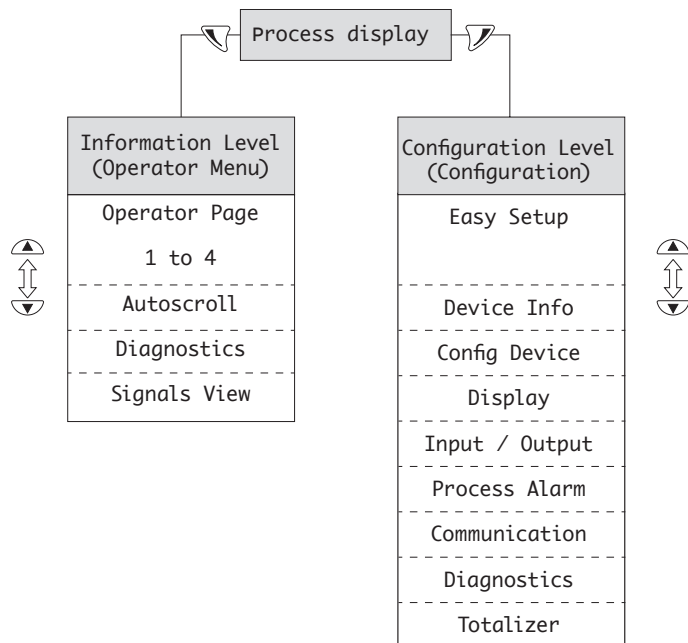 Process display
Information Level
(Operator Menu)
Operator Page
1 to 4
Autoscroll
Diagnostics
Signals View
Configuration Level
(Configuration)
Easy Setup
Device Info
Config Device
Display
Input / Output
Process Alarm
Communication
Diagnostics
Totalizer